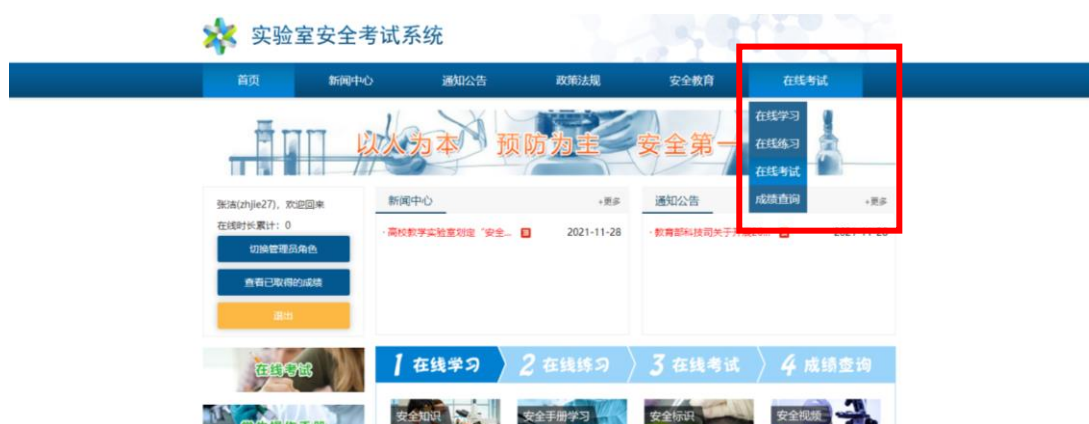 实验室安全考试系统
首页 新闻中心 通知公告 政策法规 安全教育 在线考试
在线学习
在线练习
在线考试
成绩查询
以人为本 预防为主 安全第一
张洁(zhjie27)，欢迎回来
在线时长累计：0
切换管理员角色
查看已取得的成绩
退出
新闻中心 +更多
·高校教学实验室划定“安全... 2021-11-28
通知公告 +更多
·教育部科技司关于开展
在线考试
1 在线学习 2 在线练习 3 在线考试 4 成绩查询
安全知识 安全手册学习 安全标识 安全视频